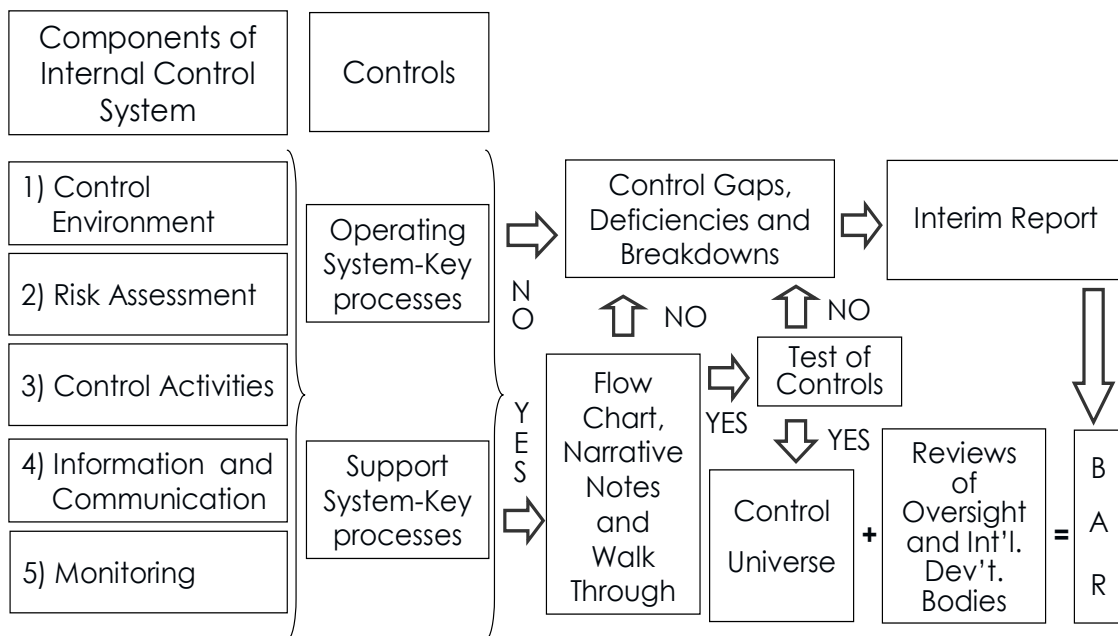 Components of
Internal Control
System
Controls
1) Control
Environment
2) Risk Assessment
3) Control Activities
4) Information and
Communication
5) Monitoring
Operating
System-Key
processes
Support
System-Key
processes
N
O
Y
E
S
Control Gaps,
Deficiencies and
Breakdowns
Interim Report
NO
NO
Flow
Chart,
Narrative
Notes
and
Walk
Through
YES
Test of
Controls
YES
Control
Universe
+
Reviews
of
Oversight
and Int'l.
Dev't.
Bodies
=
B
A
R